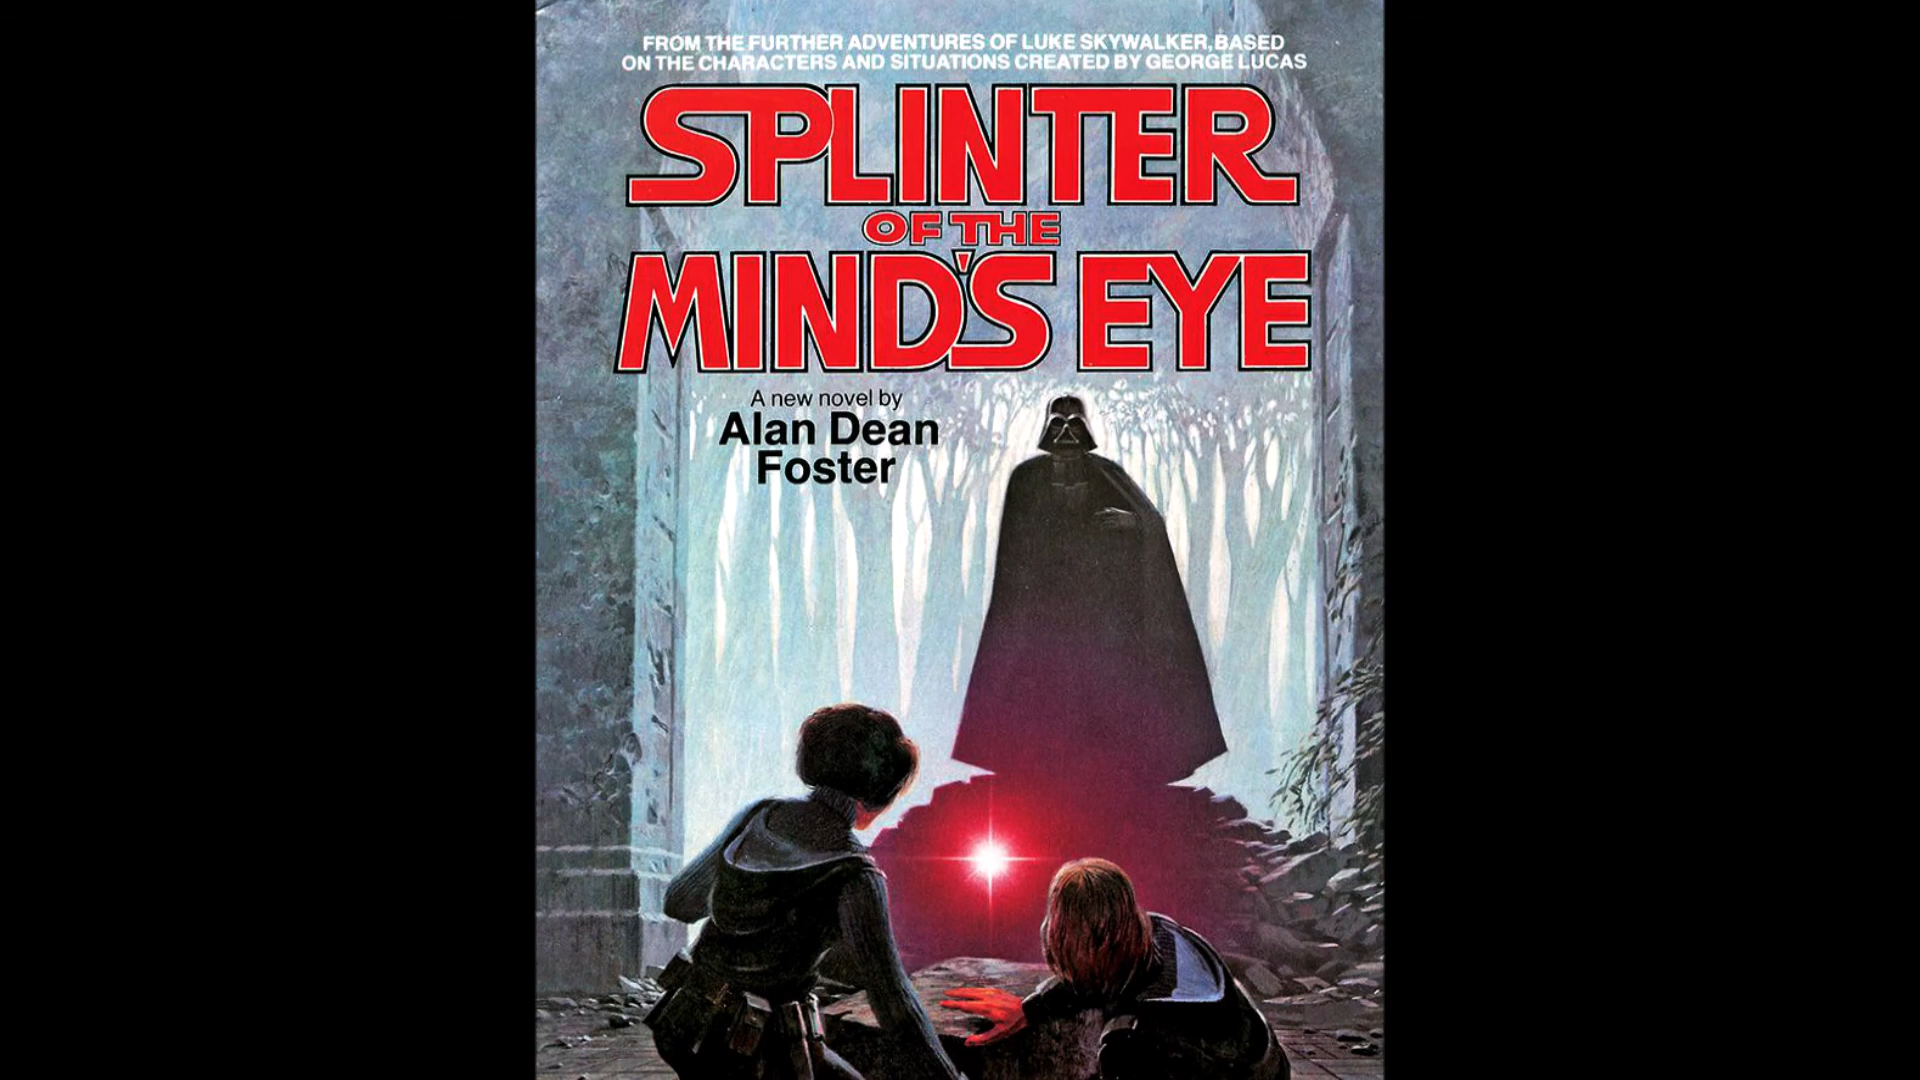 FROM THE FURTHER ADVENTURES OF LUKE SKYWALKER, BASED
ON THE CHARACTERS AND SITUATIONS CREATED BY GEORGE LUCAS
SPLINTER
OF THE
MIND'S EYE
A new novel by
Alan Dean
Foster